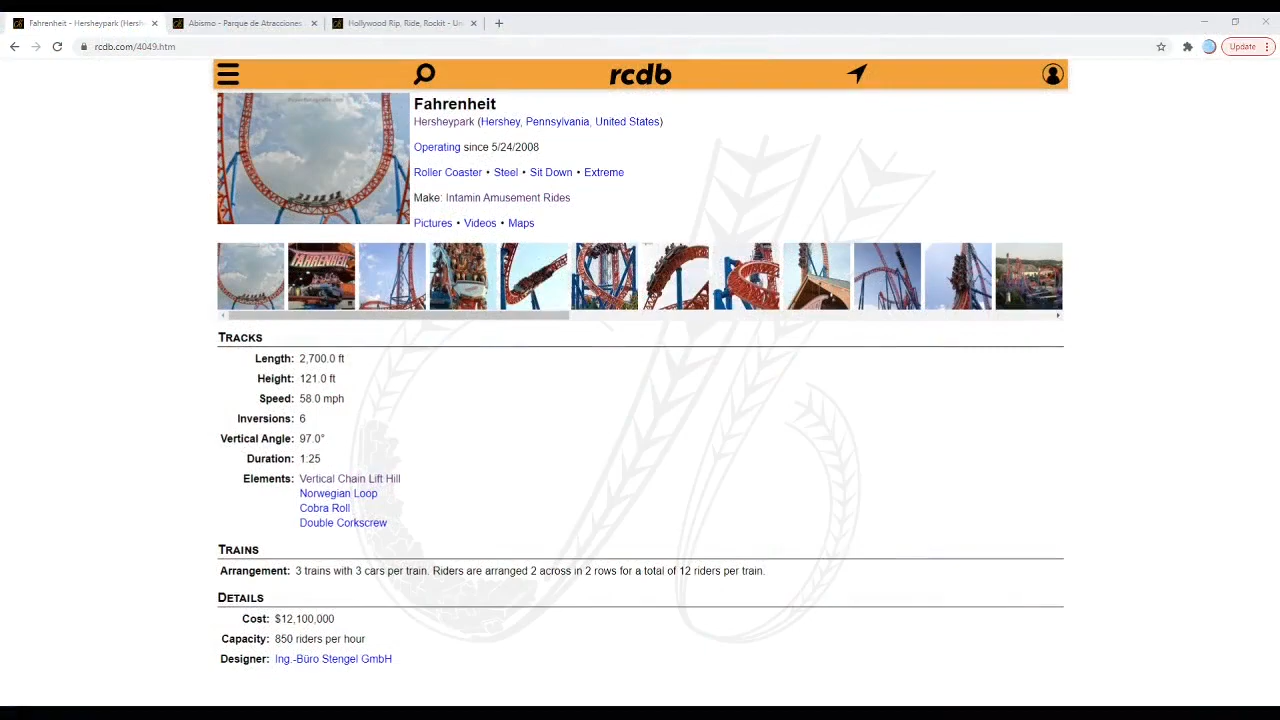 Fahrenheit - Hersheypark (Hersh
Abismo - Parque de Atracciones
Hollywood Rip, Ride, Rockit - Un
rcdb.com/4049.htm
Update
rcdb
Fahrenheit
Hersheypark (Hershey, Pennsylvania, United States)
Operating since 5/24/2008
Roller Coaster • Steel • Sit Down • Extreme
Make: Intamin Amusement Rides
Pictures • Videos • Maps
FAHRENHEIT
TRACKS
Length: 2,700.0 ft
Height: 121.0 ft
Speed: 58.0 mph
Inversions: 6
Vertical Angle: 97.0°
Duration: 1:25
Elements: Vertical Chain Lift Hill
Norwegian Loop
Cobra Roll
Double Corkscrew
TRAINS
Arrangement: 3 trains with 3 cars per train. Riders are arranged 2 across in 2 rows for a total of 12 riders per train.
DETAILS
Cost: $12,100,000
Capacity: 850 riders per hour
Designer: Ing.-Büro Stengel GmbH